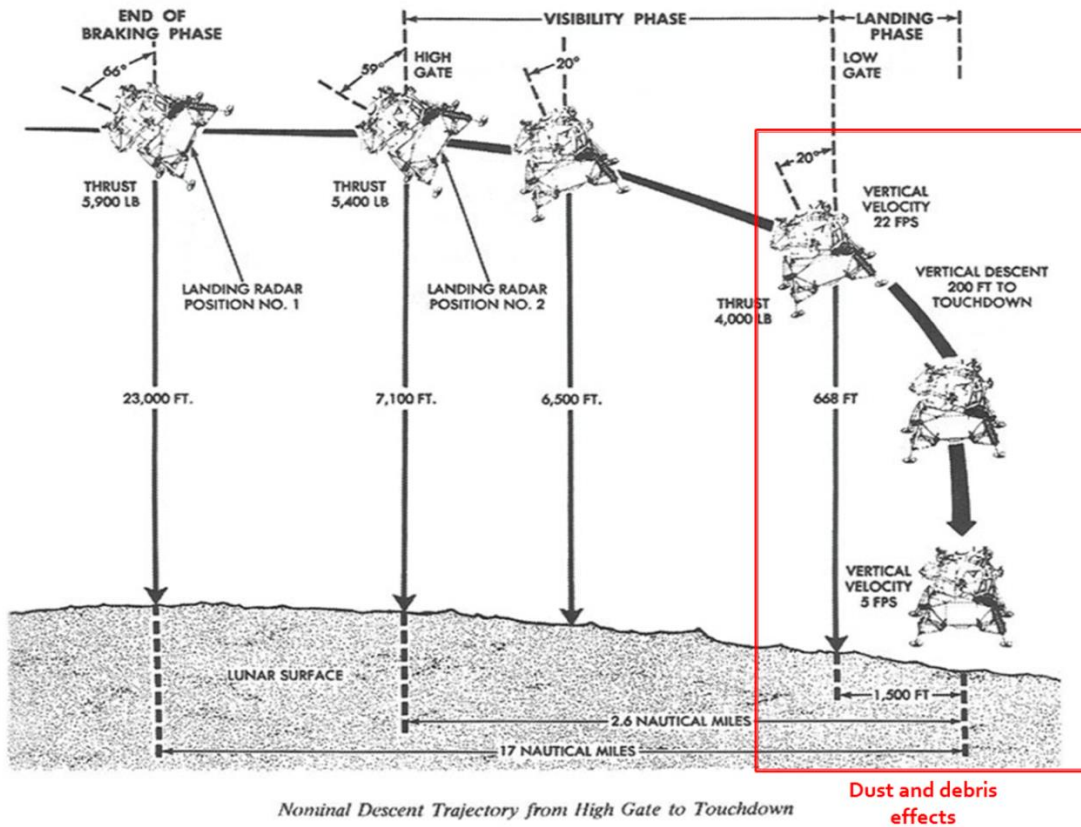 END OF
BRAKING PHASE
VISIBILITY PHASE
LANDING
PHASE
66°
59°
HIGH
GATE
20°
LOW
GATE
20°
THRUST
5,900 LB
THRUST
5,400 LB
VERTICAL
VELOCITY
22 FPS
LANDING RADAR
POSITION NO. 1
LANDING RADAR
POSITION NO. 2
THRUST
4,000 LB
VERTICAL DESCENT
200 FT TO
TOUCHDOWN
23,000 FT.
7,100 FT.
6,500 FT.
668 FT
VERTICAL
VELOCITY
5 FPS
LUNAR SURFACE
1,500 FT
2.6 NAUTICAL MILES
17 NAUTICAL MILES
Nominal Descent Trajectory from High Gate to Touchdown
Dust and debris
effects